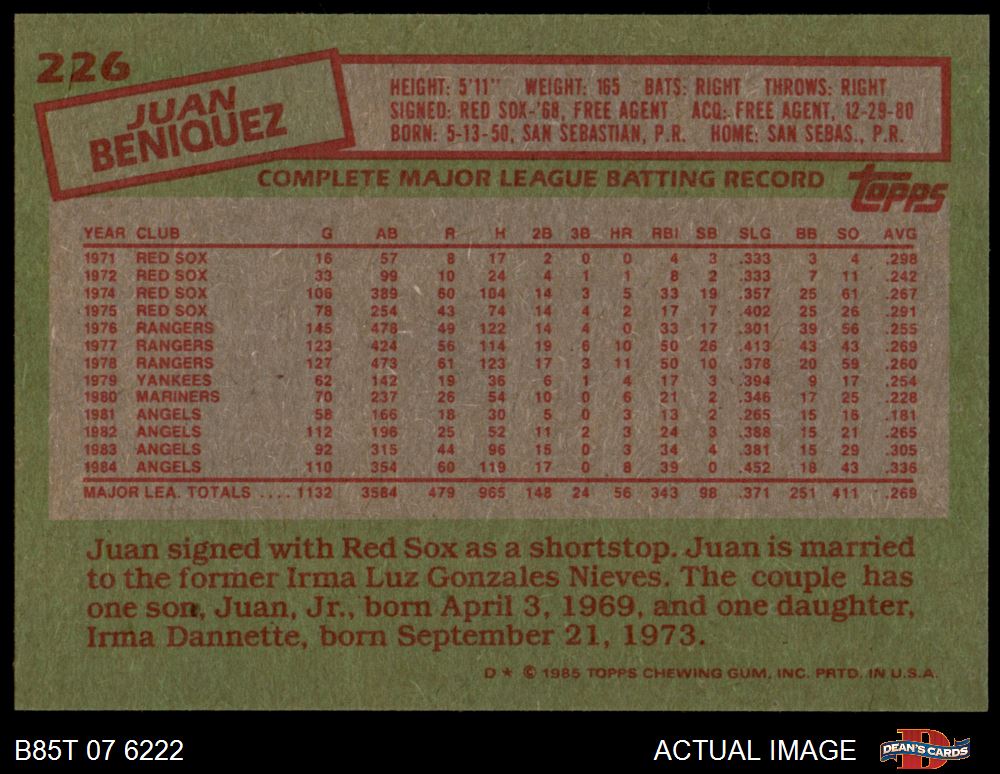 226
JUAN
BENIQUEZ
HEIGHT: 5'11" WEIGHT: 165 BATS: RIGHT THROWS: RIGHT
SIGNED: RED SOX-'68, FREE AGENT ACQ: FREE AGENT, 12-29-80
BORN: 5-13-50, SAN SEBASTIAN, P.R. HOME: SAN SEBAS., P.R.
COMPLETE MAJOR LEAGUE BATTING RECORD
TOPPS
YEAR CLUB G AB R H 2B 3B HR RBI SB SLG BB SO AVG
1971 RED SOX 16 57 8 17 2 0 0 4 3 .333 3 4 .298
1972 RED SOX 33 99 10 24 4 1 1 8 2 .333 7 11 .242
1974 RED SOX 106 389 60 104 14 3 5 33 19 .357 25 61 .267
1975 RED SOX 78 254 43 74 14 4 2 17 7 .402 25 26 .291
1976 RANGERS 145 478 49 122 14 4 0 33 17 .301 39 56 .255
1977 RANGERS 123 424 56 114 19 6 10 50 26 .413 43 43 .269
1978 RANGERS 127 473 61 123 17 3 11 50 10 .378 20 59 .260
1979 YANKEES 62 142 19 36 6 1 4 17 3 .394 9 17 .254
1980 MARINERS 70 237 26 54 10 0 6 21 2 .346 17 25 .228
1981 ANGELS 58 166 18 30 5 0 3 13 2 .265 15 16 .181
1982 ANGELS 112 196 25 52 11 2 3 24 3 .388 15 21 .265
1983 ANGELS 92 315 44 96 15 0 3 34 4 .381 15 29 .305
1984 ANGELS 110 354 60 119 17 0 8 39 0 .452 18 43 .336
MAJOR LEA. TOTALS .... 1132 3584 479 965 148 24 56 343 98 .371 251 411 .269
Juan signed with Red Sox as a shortstop. Juan is married
to the former Irma Luz Gonzales Nieves. The couple has
one son, Juan, Jr., born April 3, 1969, and one daughter,
Irma Dannette, born September 21, 1973.
D * © 1985 TOPPS CHEWING GUM, INC. PRTD. IN U.S.A.
B85T 07 6222
ACTUAL IMAGE
D
DEAN'S CARDS